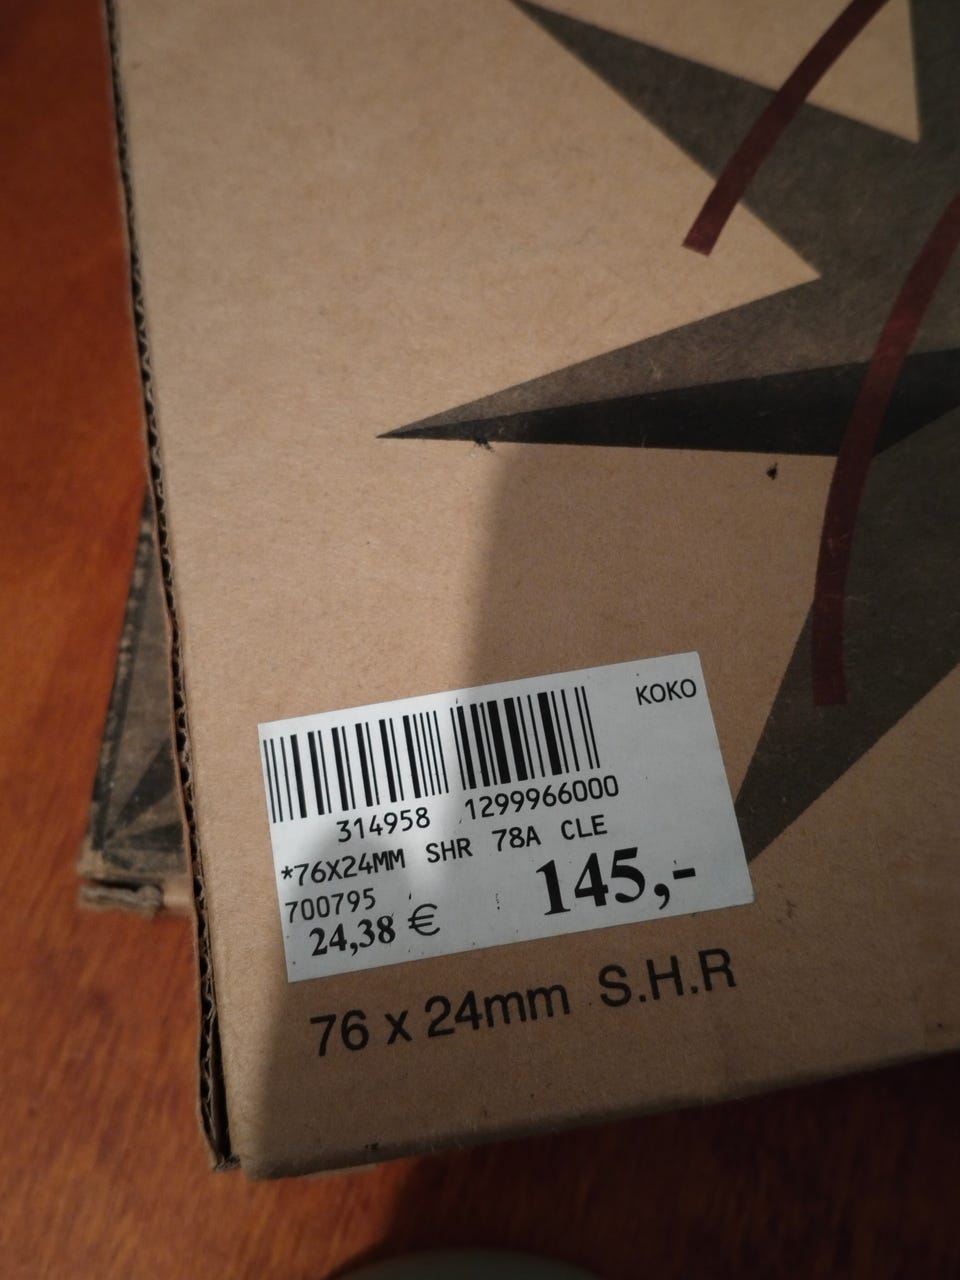 KOKO
314958 1299966000
*76X24MM SHR 78A CLE
700795
145,-
24,38 €
76 x 24mm S.H.R